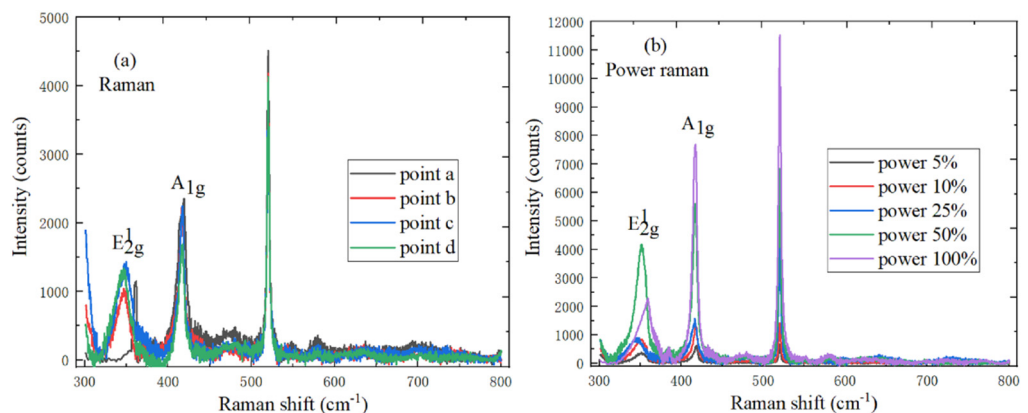 (a)
Raman
E¹2g
A1g
point a
point b
point c
point d
Intensity (counts)
5000
4000
3000
2000
1000
0
300 400 500 600 700 800
Raman shift (cm⁻¹)
(b)
Power raman
E¹2g
A1g
power 5%
power 10%
power 25%
power 50%
power 100%
Intensity (counts)
12000
11000
10000
9000
8000
7000
6000
5000
4000
3000
2000
1000
0
300 400 500 600 700 800
Raman shift (cm⁻¹)